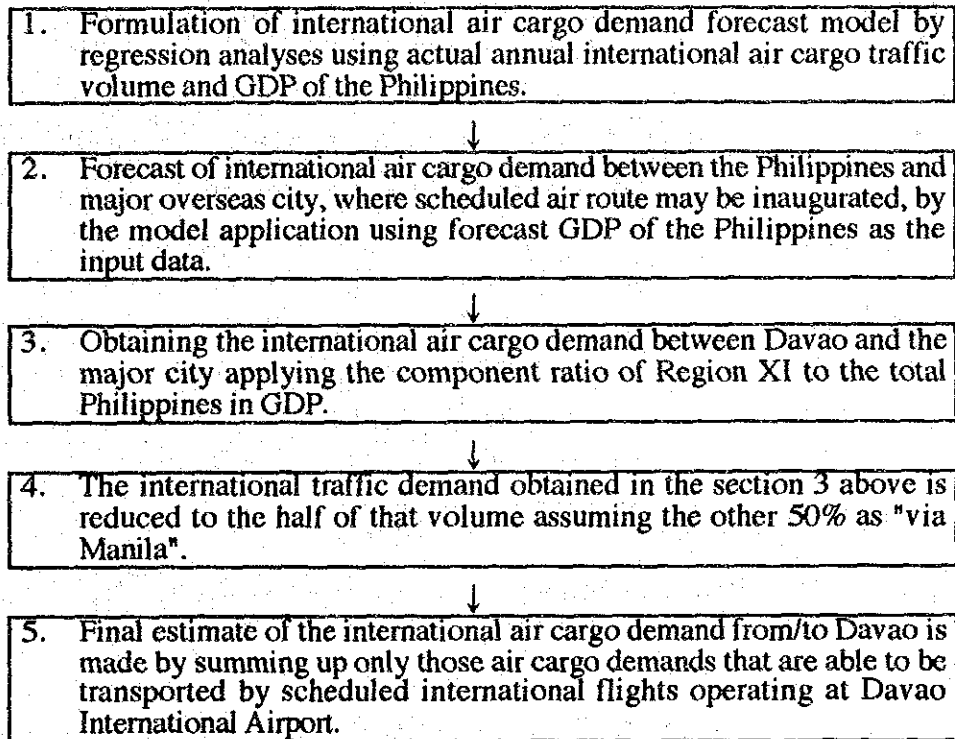 1. Formulation of international air cargo demand forecast model by
regression analyses using actual annual international air cargo traffic
volume and GDP of the Philippines.
↓
2. Forecast of international air cargo demand between the Philippines and
major overseas city, where scheduled air route may be inaugurated, by
the model application using forecast GDP of the Philippines as the
input data.
↓
3. Obtaining the international air cargo demand between Davao and the
major city applying the component ratio of Region XI to the total
Philippines in GDP.
↓
4. The international traffic demand obtained in the section 3 above is
reduced to the half of that volume assuming the other 50% as "via
Manila".
↓
5. Final estimate of the international air cargo demand from/to Davao is
made by summing up only those air cargo demands that are able to be
transported by scheduled international flights operating at Davao
International Airport.